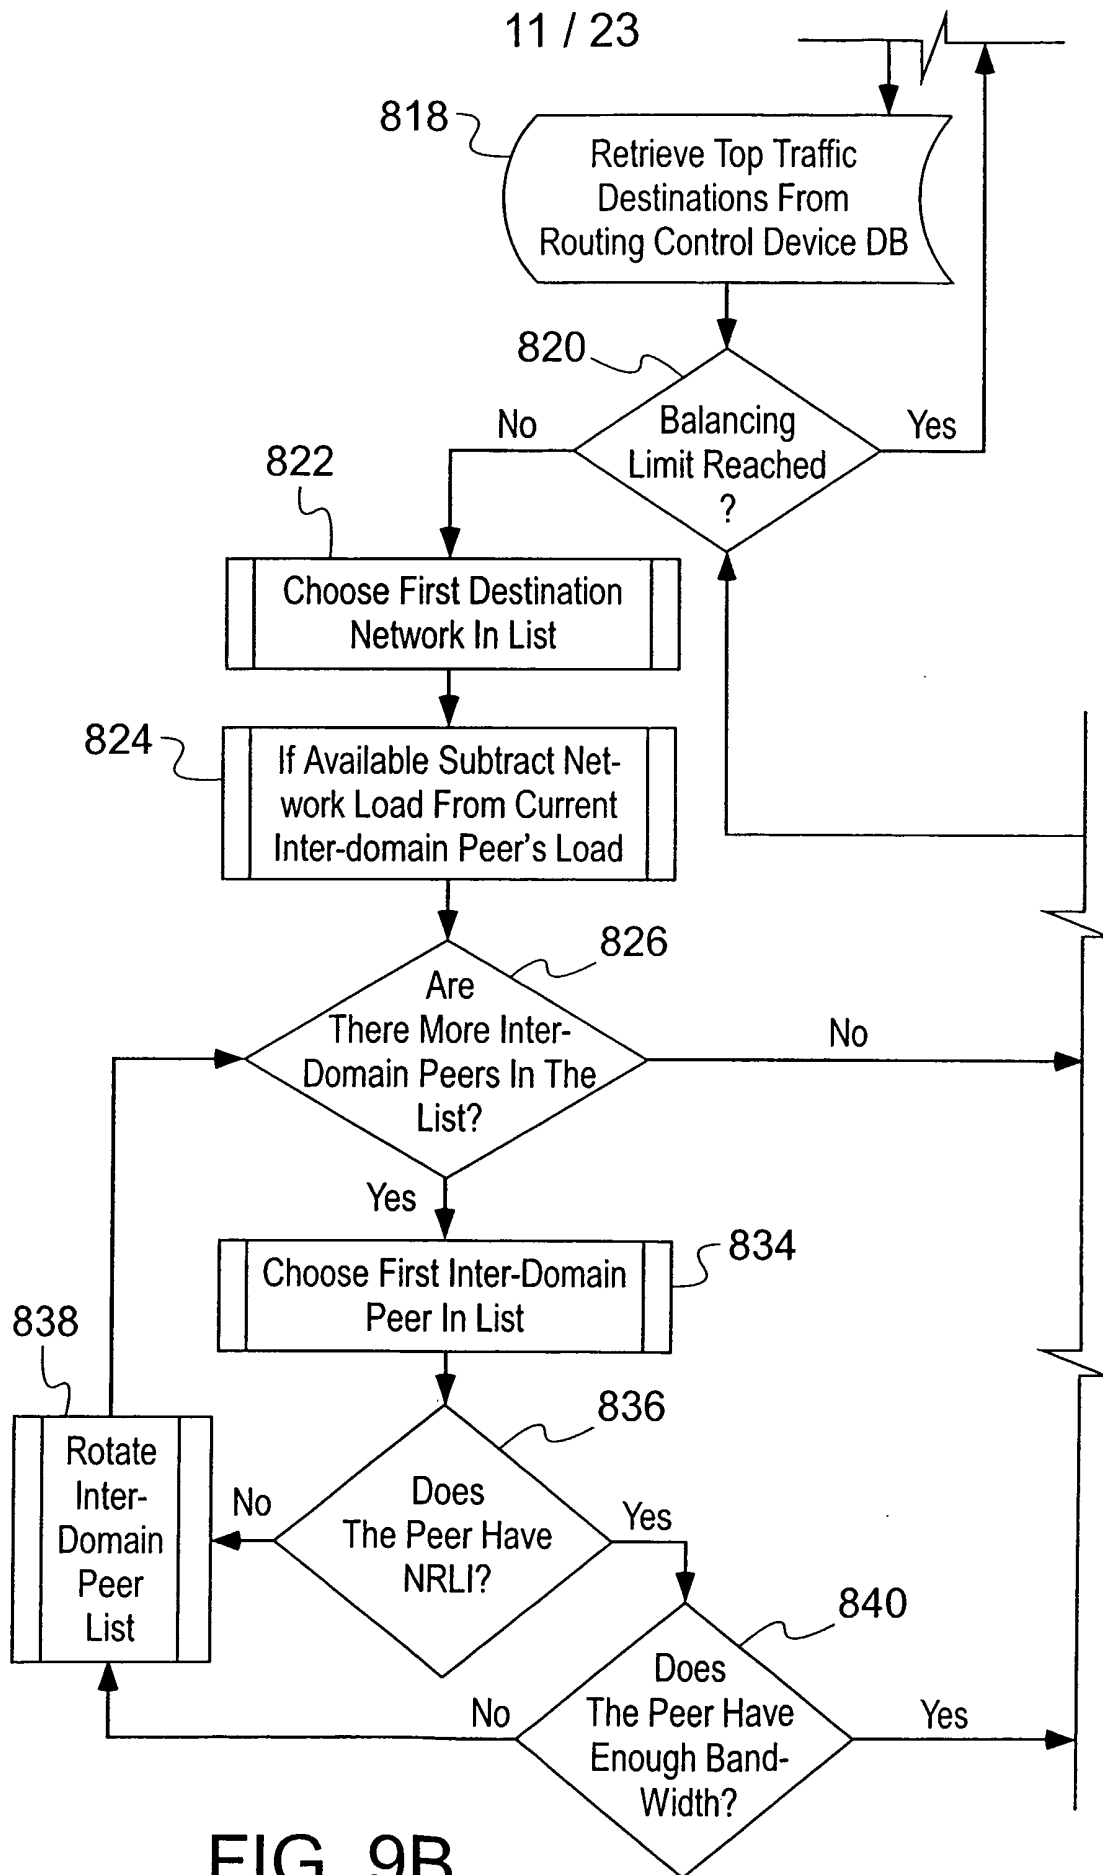 11 / 23
818
Retrieve Top Traffic
Destinations From
Routing Control Device DB
820
No
Balancing
Limit Reached
?
Yes
822
Choose First Destination
Network In List
824
If Available Subtract Net-
work Load From Current
Inter-domain Peer's Load
826
Are
There More Inter-
Domain Peers In The
List?
No
Yes
834
Choose First Inter-Domain
Peer In List
838
Rotate
Inter-
Domain
Peer
List
836
No
Does
The Peer Have
NRLI?
Yes
840
No
Does
The Peer Have
Enough Band-
Width?
Yes
FIG. 9B